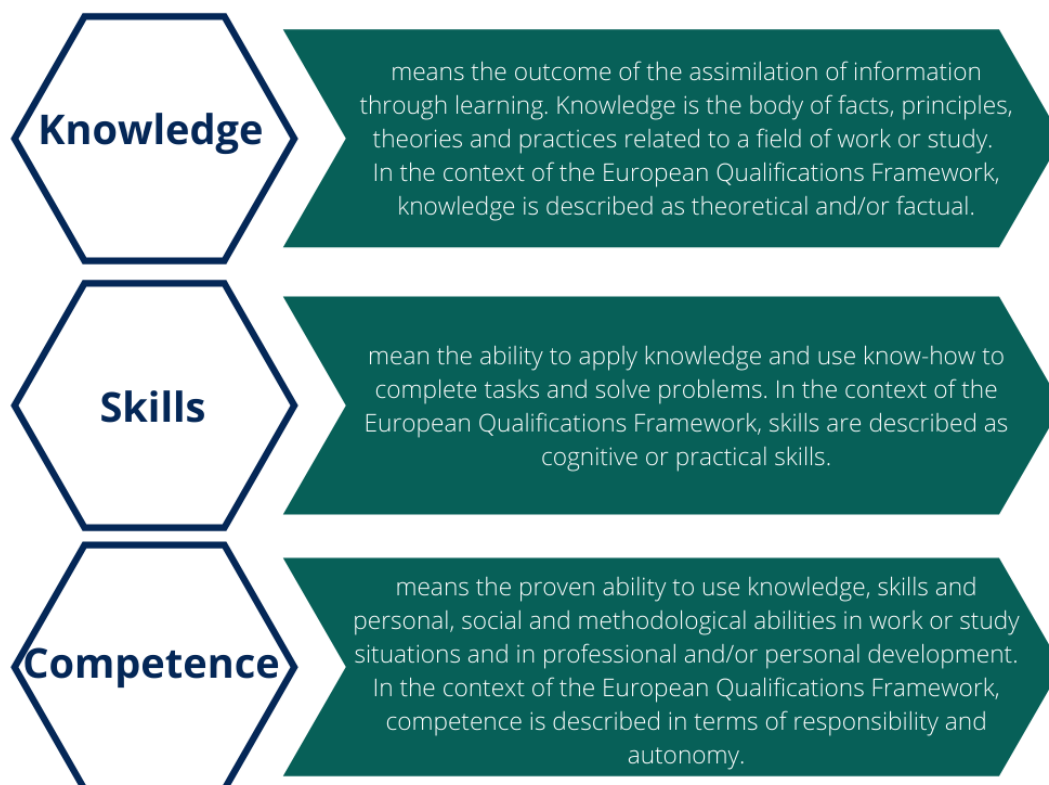 Knowledge
means the outcome of the assimilation of information
through learning. Knowledge is the body of facts, principles,
theories and practices related to a field of work or study.
In the context of the European Qualifications Framework,
knowledge is described as theoretical and/or factual.
Skills
mean the ability to apply knowledge and use know-how to
complete tasks and solve problems. In the context of the
European Qualifications Framework, skills are described as
cognitive or practical skills.
Competence
means the proven ability to use knowledge, skills and
personal, social and methodological abilities in work or study
situations and in professional and/or personal development.
In the context of the European Qualifications Framework,
competence is described in terms of responsibility and
autonomy.